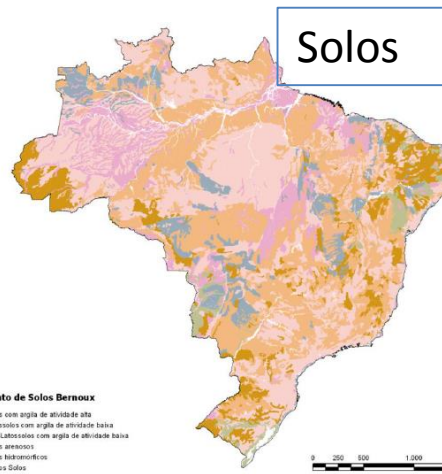 Solos
nto de Solos Bernoux
s com argila de atividade alta
ssolos com argila de atividade baixa
Latossolos com argila de atividade baixa
s arenosos
s hidromórficos
os Solos
0 250 500 1.000